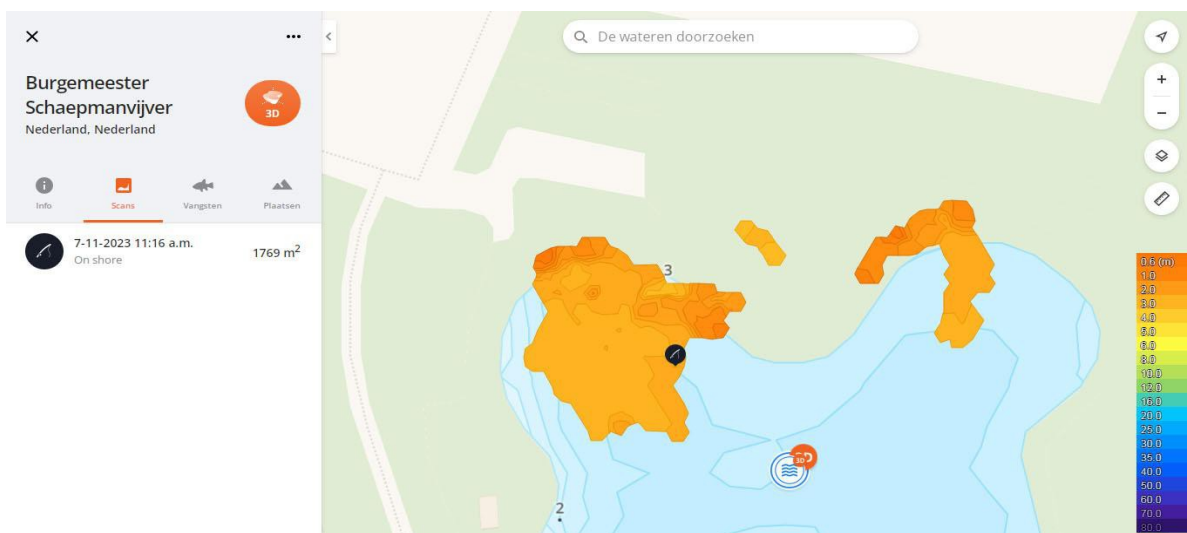 De wateren doorzoeken
Burgemeester
Schaepmanvijver
Nederland, Nederland
3D
Info
Scans
Vangsten
Plaatsen
7-11-2023 11:16 a.m.
On shore
1769 m²
3
3D
2
0.6 (m)
1.0
2.0
3.0
4.0
5.0
6.0
8.0
10.0
12.0
16.0
20.0
25.0
30.0
35.0
40.0
50.0
60.0
70.0
80.0